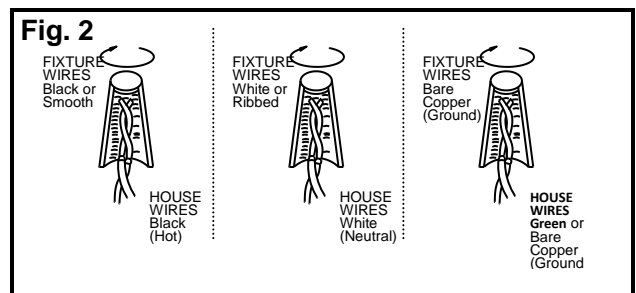 Fig. 2
FIXTURE
WIRES
Black or
Smooth
HOUSE
WIRES
Black
(Hot)
FIXTURE
WIRES
White or
Ribbed
HOUSE
WIRES
White
(Neutral)
FIXTURE
WIRES
Bare
Copper
(Ground)
HOUSE
WIRES
Green or
Bare
Copper
(Ground